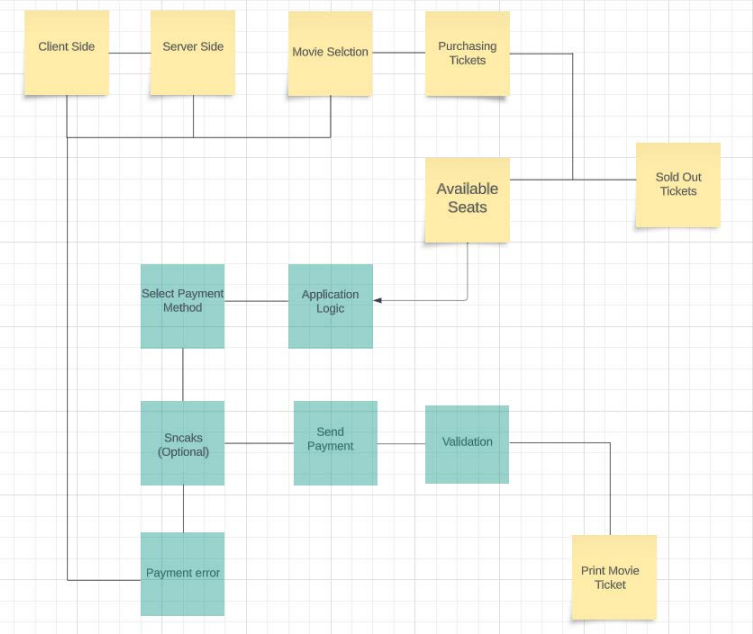 Client Side
Server Side
Movie Selction
Purchasing
Tickets
Available
Seats
Sold Out
Tickets
Select Payment
Method
Application
Logic
Sncaks
(Optional)
Send
Payment
Validation
Payment error
Print Movie
Ticket